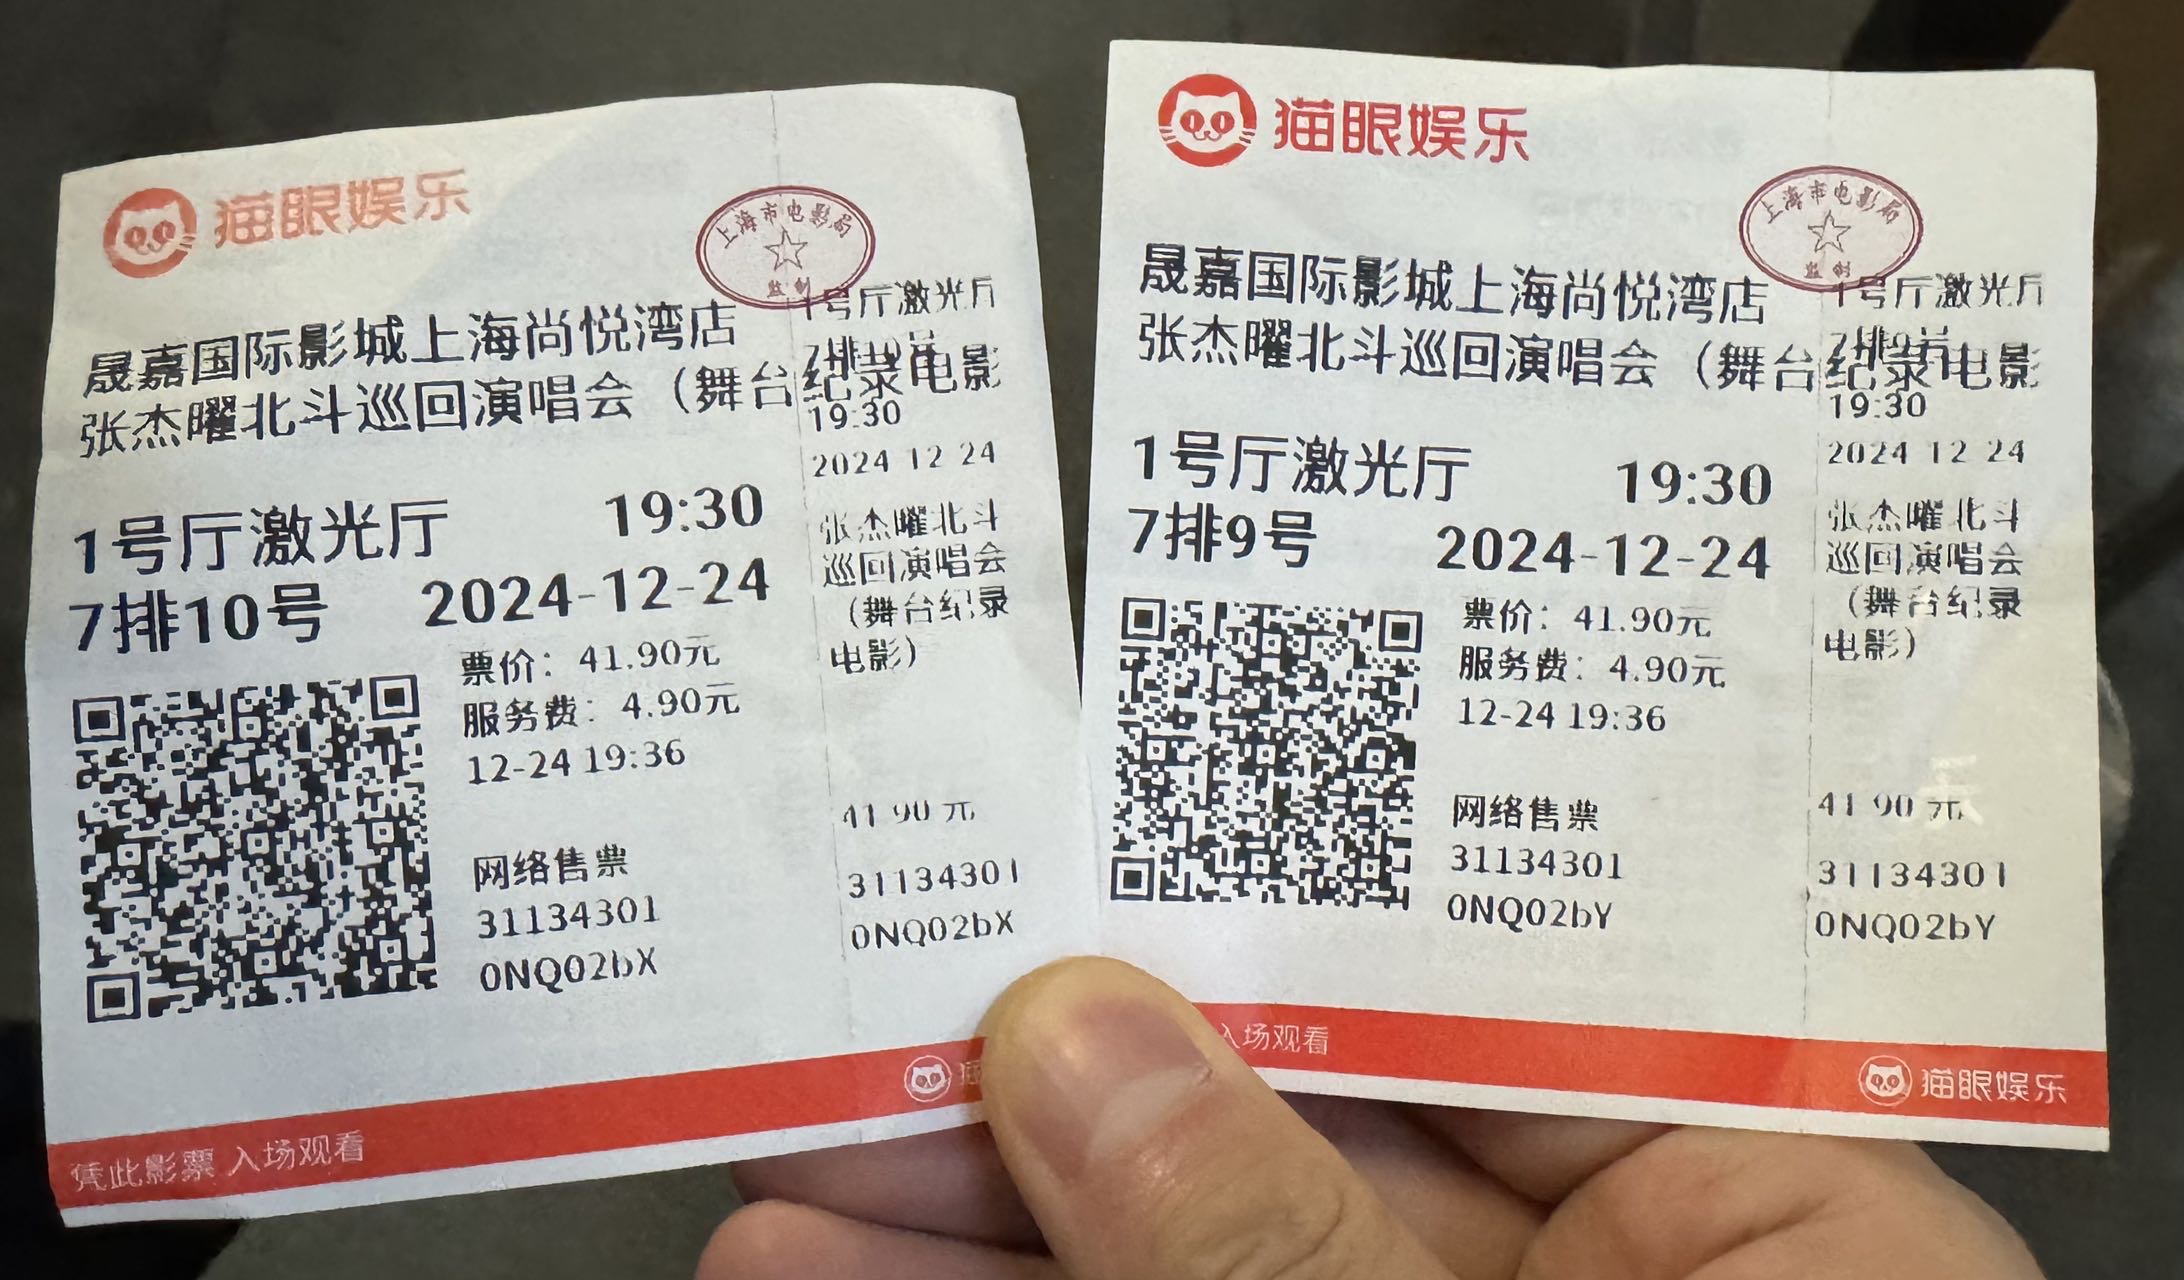 猫眼娱乐
上海市电影局
监制
晟嘉国际影城上海尚悦湾店
张杰曜北斗巡回演唱会（舞台纪录电影
1号厅激光厅
19:30
7排10号
2024-12-24
票价：41.90元
服务费：4.90元
12-24 19:36
网络售票
31134301
0NQ02bX
1号厅激光厅
19:30
2024 12 24
张杰曜北斗
巡回演唱会
（舞台纪录
电影）
41 90 元
31134301
0NQ02bX
凭此影票 入场观看
猫眼娱乐
上海市电影局
监制
晟嘉国际影城上海尚悦湾店
张杰曜北斗巡回演唱会（舞台纪录电影
1号厅激光厅
19:30
7排9号
2024-12-24
票价：41.90元
服务费：4.90元
12-24 19:36
网络售票
31134301
0NQ02bY
1号厅激光厅
19:30
2024 12 24
张杰曜北斗
巡回演唱会
（舞台纪录
电影）
41 90 元
31134301
0NQ02bY
入场观看
猫眼娱乐